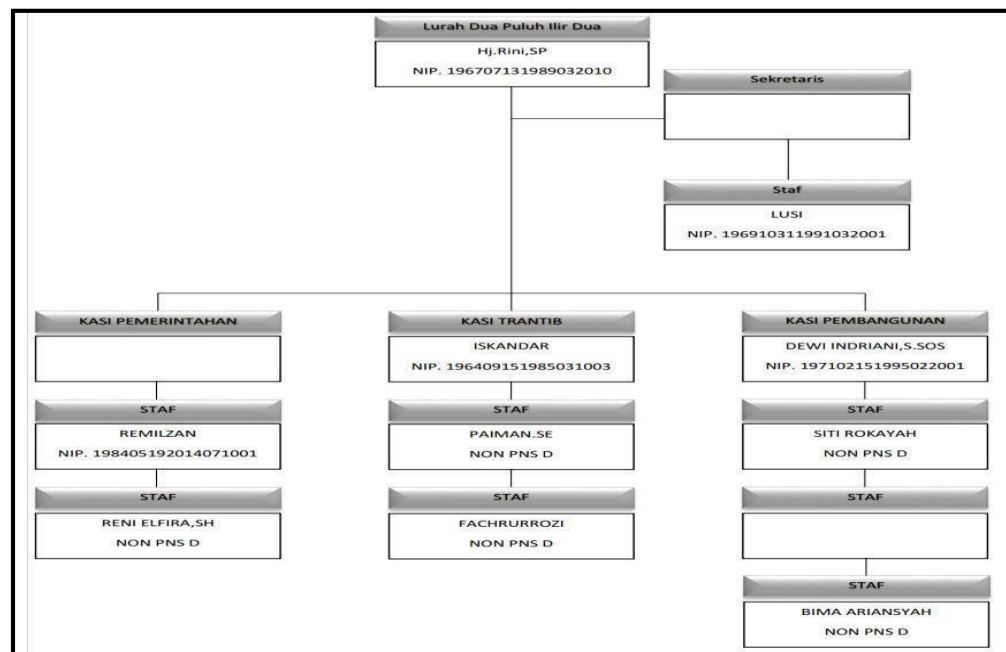 Lurah Dua Puluh Ilir Dua
Hj.Rini,SP
NIP. 196707131989032010
Sekretaris
Staf
LUSI
NIP. 196910311991032001
KASI PEMERINTAHAN
STAF
REMILZAN
NIP. 198405192014071001
STAF
RENI ELFIRA,SH
NON PNS D
KASI TRANTIB
ISKANDAR
NIP. 196409151985031003
STAF
PAIMAN.SE
NON PNS D
STAF
FACHRURROZI
NON PNS D
KASI PEMBANGUNAN
DEWI INDRIANI,S.SOS
NIP. 197102151995022001
STAF
SITI ROKAYAH
NON PNS D
STAF
STAF
BIMA ARIANSYAH
NON PNS D